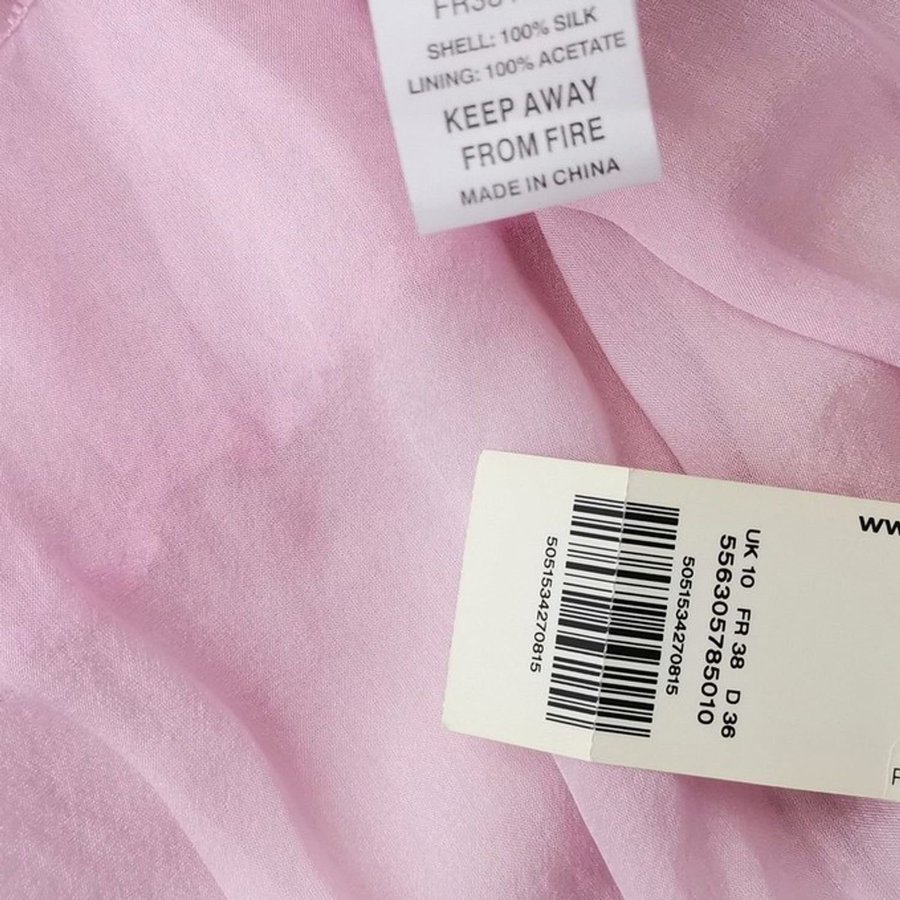 SHELL: 100% SILK
LINING: 100% ACETATE
KEEP AWAY
FROM FIRE
MADE IN CHINA
5051534270815
5051534270815
556305785010
UK 10 FR 38 D 36